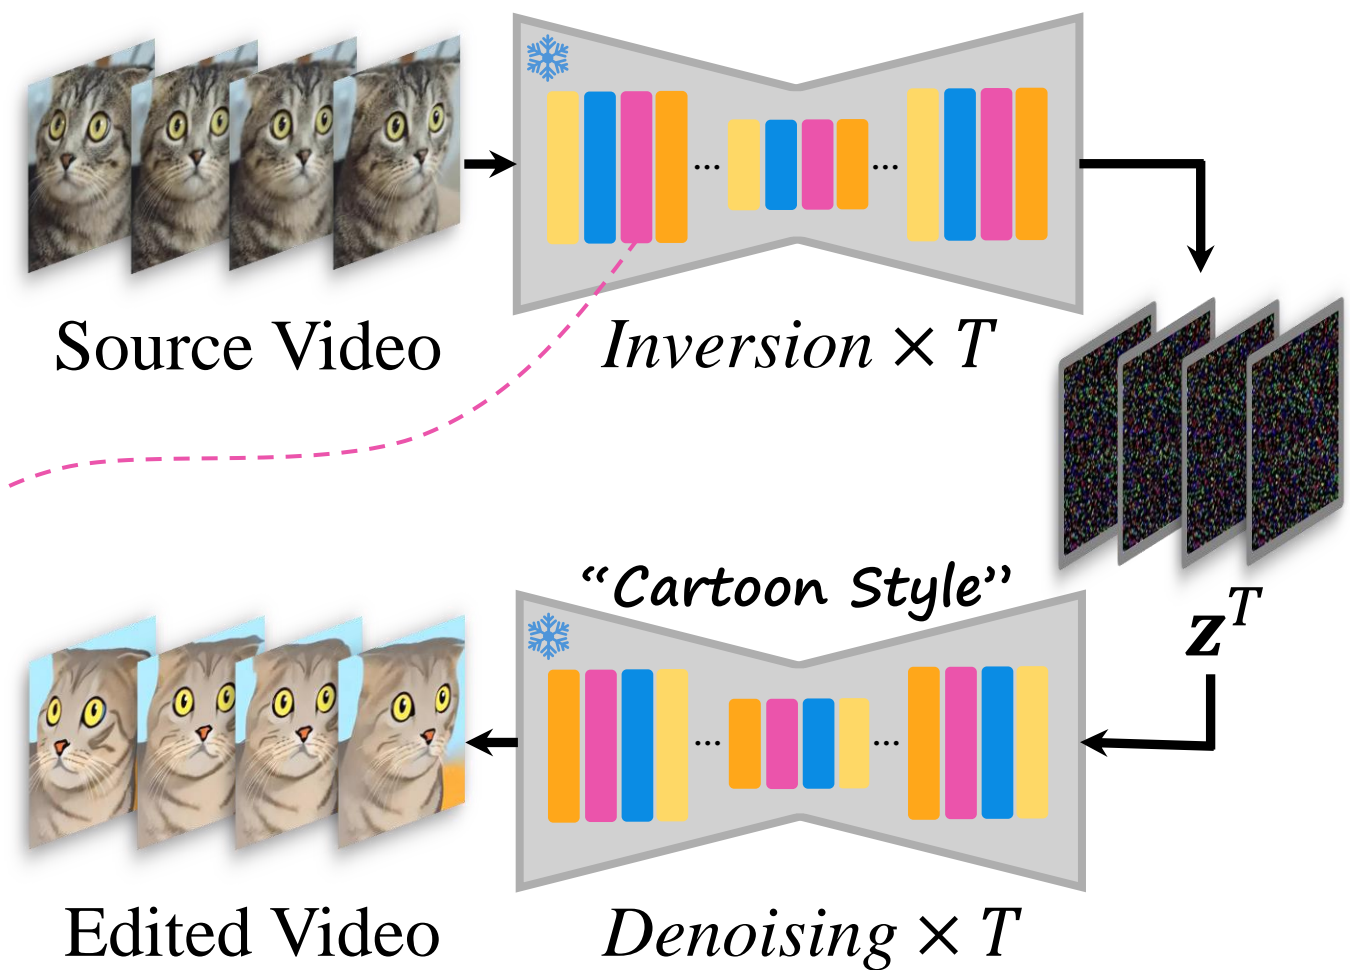 Source Video
Inversion × T
“Cartoon Style”
z^T
Edited Video
Denoising × T